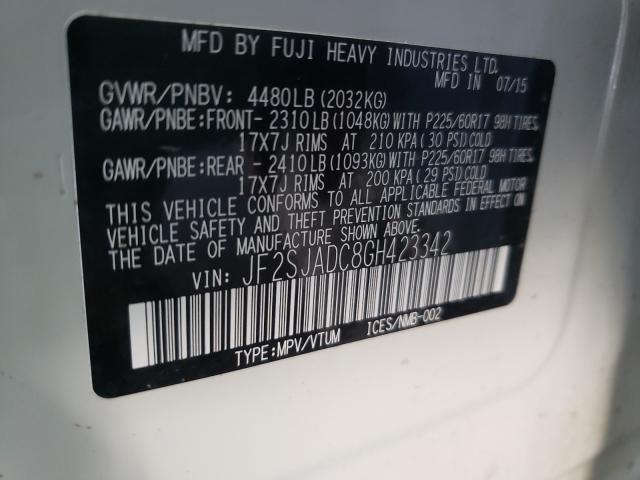 MFD BY FUJI HEAVY INDUSTRIES LTD.
MFD IN 07/15
GVWR/PNBV: 4480LB(2032KG)
GAWR/PNBE:FRONT-2310LB(1048KG)WITH P225/60R17 98H TIRES,
17X7J RIMS AT 210 KPA(30 PSI)COLD
GAWR/PNBE:REAR -2410LB(1093KG)WITH P225/60R17 98H TIRES,
17X7J RIMS AT 200 KPA(29 PSI)COLD
THIS VEHICLE CONFORMS TO ALL APPLICABLE FEDERAL MOTOR
VEHICLE SAFETY AND THEFT PREVENTION STANDARDS IN EFFECT ON
THE DATE OF MANUFACTURE SHOWN ABOVE.
VIN: JF2SJADC8GH423342
TYPE:MPV/VTUM ICES/NMB-002